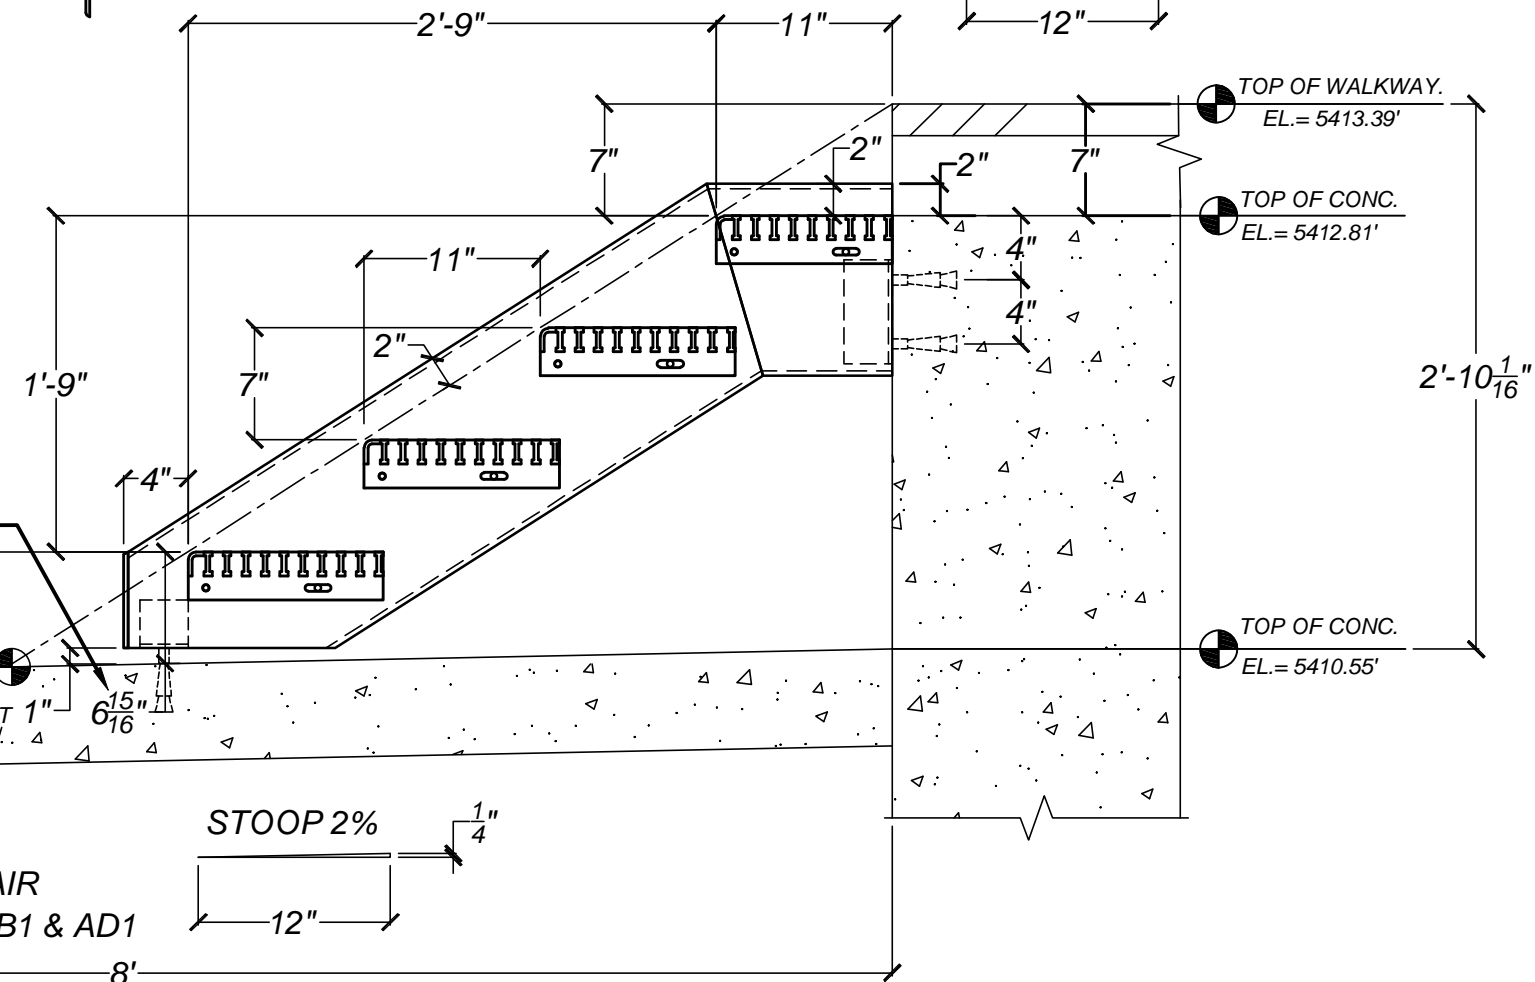 2'-9"
11"
12"
TOP OF WALKWAY.
EL.= 5413.39'
7"
2"
2"
7"
TOP OF CONC.
EL.= 5412.81'
11"
4"
4"
2"
1'-9"
7"
2'-10 1/16"
4"
TOP OF CONC.
EL.= 5410.55'
1"
6 15/16"
STOOP 2%
1/4"
AIR
B1 & AD1
12"
8'